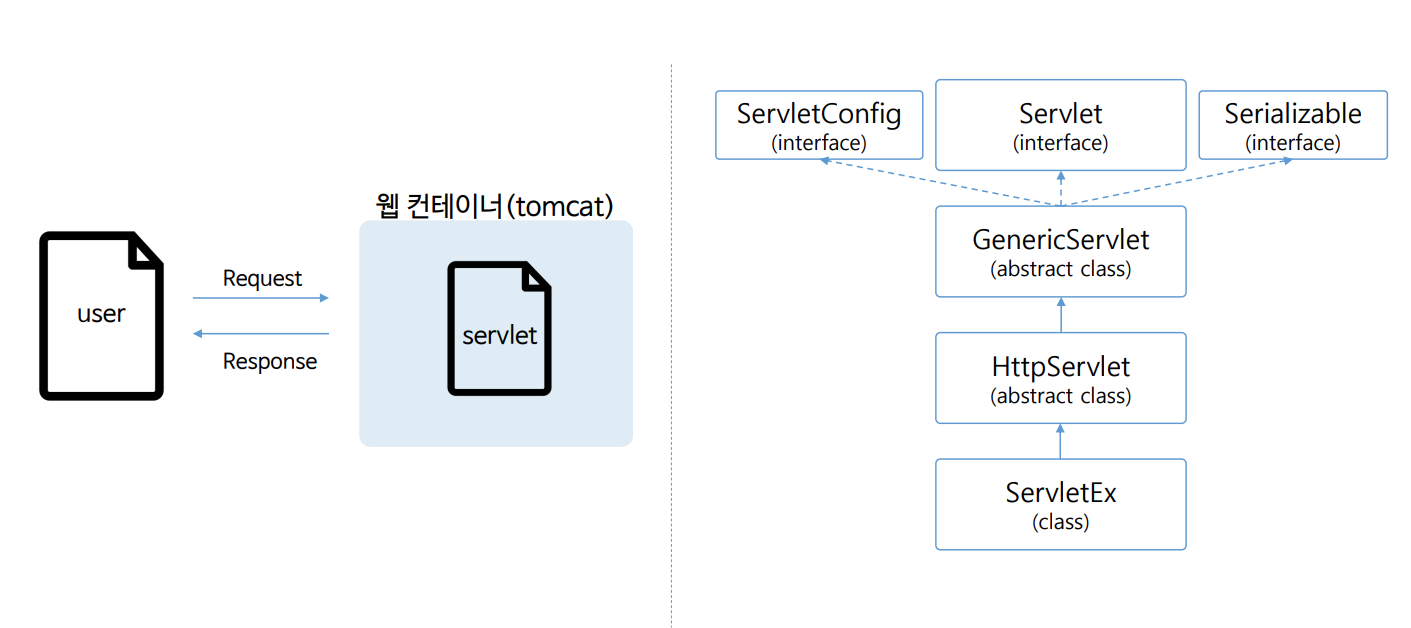 웹 컨테이너(tomcat)
user
Request
Response
servlet
ServletConfig
(interface)
Servlet
(interface)
Serializable
(interface)
GenericServlet
(abstract class)
HttpServlet
(abstract class)
ServletEx
(class)